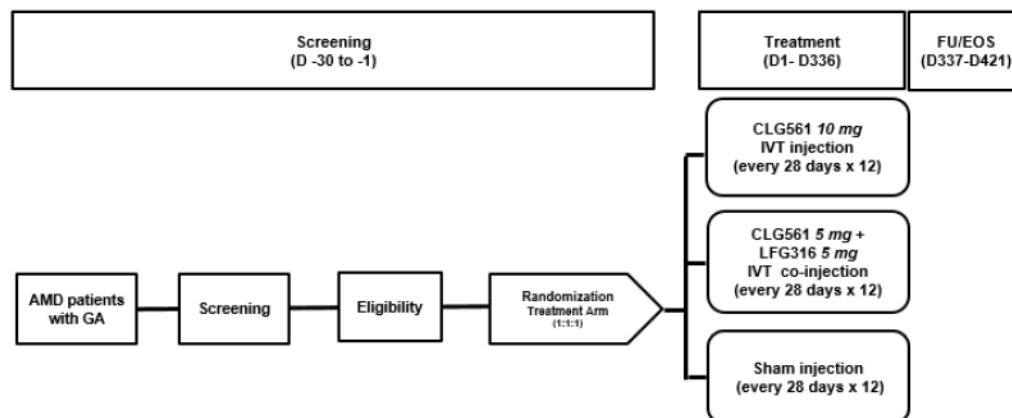 Screening
(D -30 to -1)
Treatment
(D1- D336)
FU/EOS
(D337-D421)
CLG561 10 mg
IVT injection
(every 28 days x 12)
CLG561 5 mg +
LFG316 5 mg
IVT co-injection
(every 28 days x 12)
AMD patients
with GA
Screening
Eligibility
Randomization
Treatment Arm
(1:1:1)
Sham injection
(every 28 days x 12)